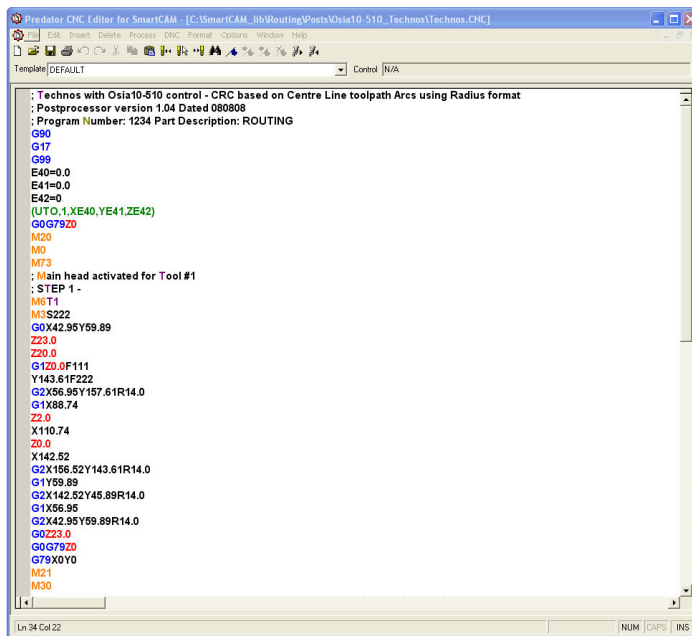 Predator CNC Editor for SmartCAM - [C:\SmartCAM_lib\Routing\Posts\Osia10-510_Technos\Technos.CNC]
File Edit Insert Delete Process DNC Format Options Window Help
Template DEFAULT Control N/A
; Technos with Osia10-510 control - CRC based on Centre Line toolpath Arcs using Radius format
; Postprocessor version 1.04 Dated 080808
; Program Number: 1234 Part Description: ROUTING
G90
G17
G99
E40=0.0
E41=0.0
E42=0
(UTO,1,XE40,YE41,ZE42)
G0G79Z0
M20
M0
M73
; Main head activated for Tool #1
; STEP 1 -
M6T1
M3S222
G0X42.95Y59.89
Z23.0
Z20.0
G1Z0.0F111
Y143.61F222
G2X56.95Y157.61R14.0
G1X88.74
Z2.0
X110.74
Z0.0
X142.52
G2X156.52Y143.61R14.0
G1Y59.89
G2X142.52Y45.89R14.0
G1X56.95
G2X42.95Y59.89R14.0
G0Z23.0
G0G79Z0
G79X0Y0
M21
M30
Ln 34 Col 22 NUM CAPS INS